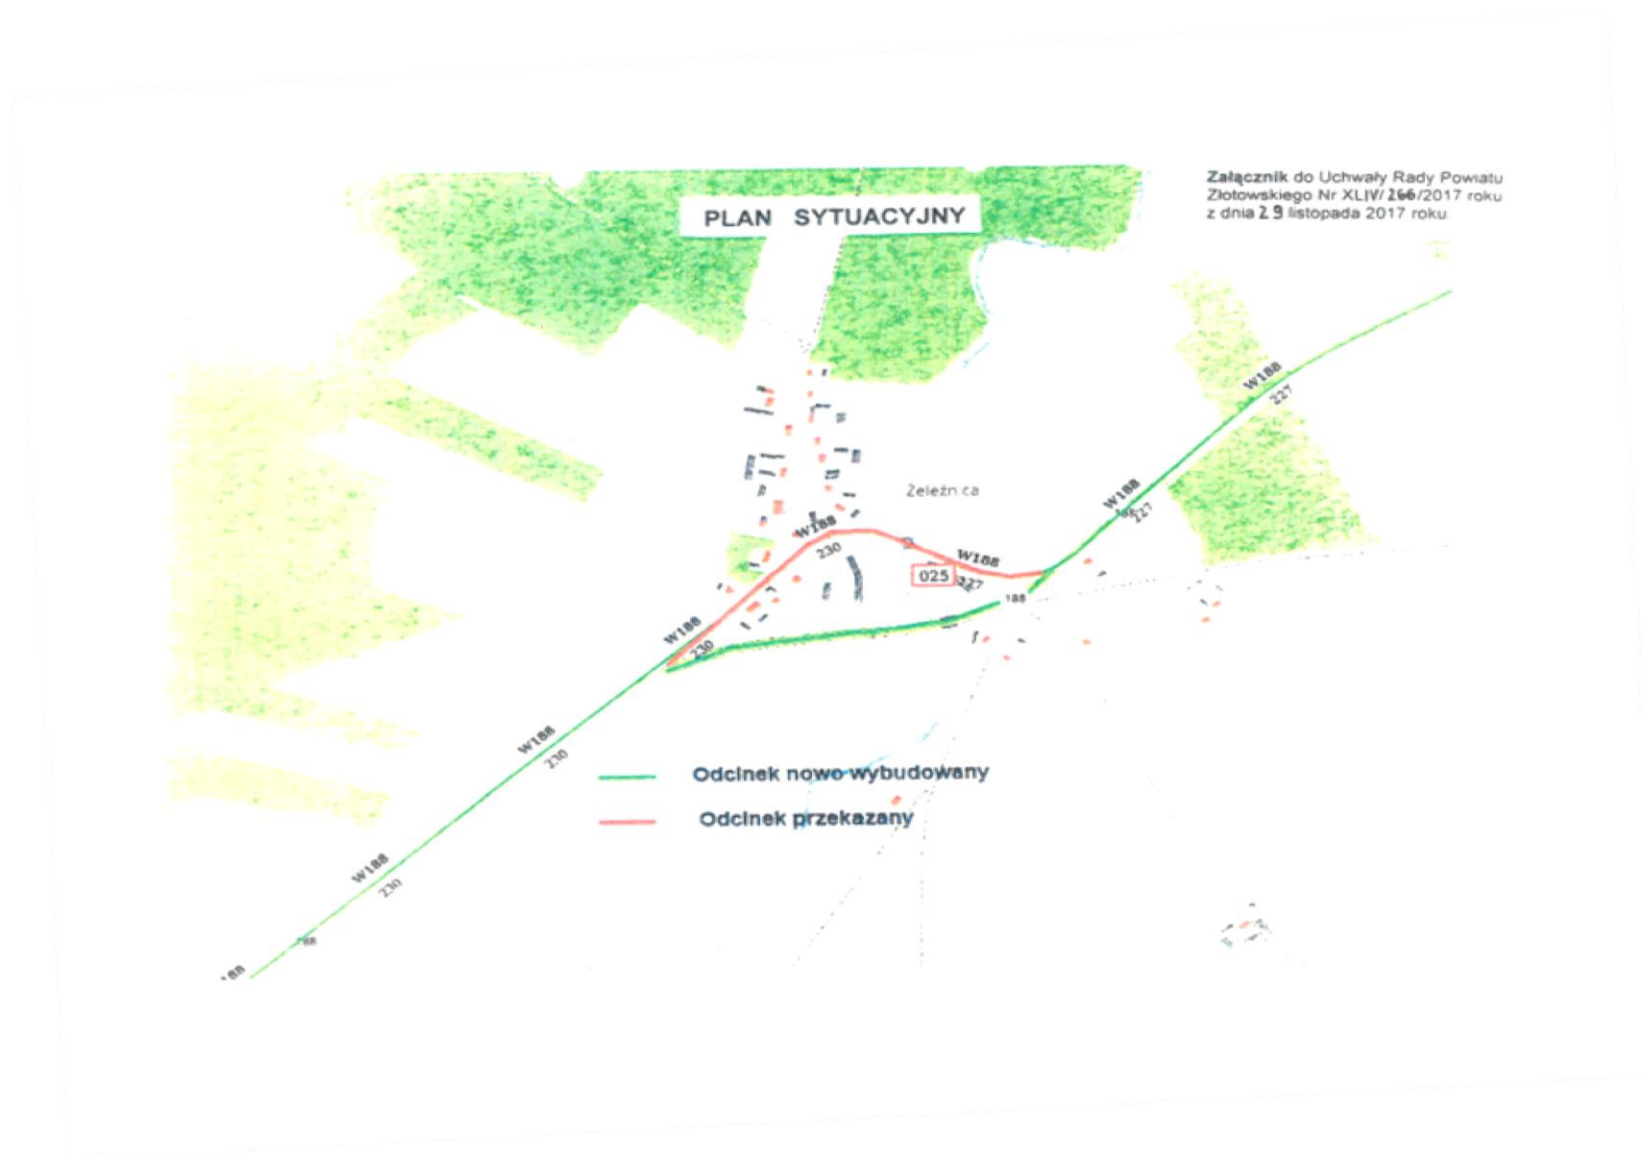 Załącznik do Uchwały Rady Powiatu
Złotowskiego Nr XLIV/266/2017 roku
z dnia 29 listopada 2017 roku
PLAN SYTUACYJNY
W188
227
W188
227
Żeleźnica
W188
230
W188
025
227
188
W188
230
W188
230
Odcinek nowo wybudowany
Odcinek przekazany
W188
230
188
188